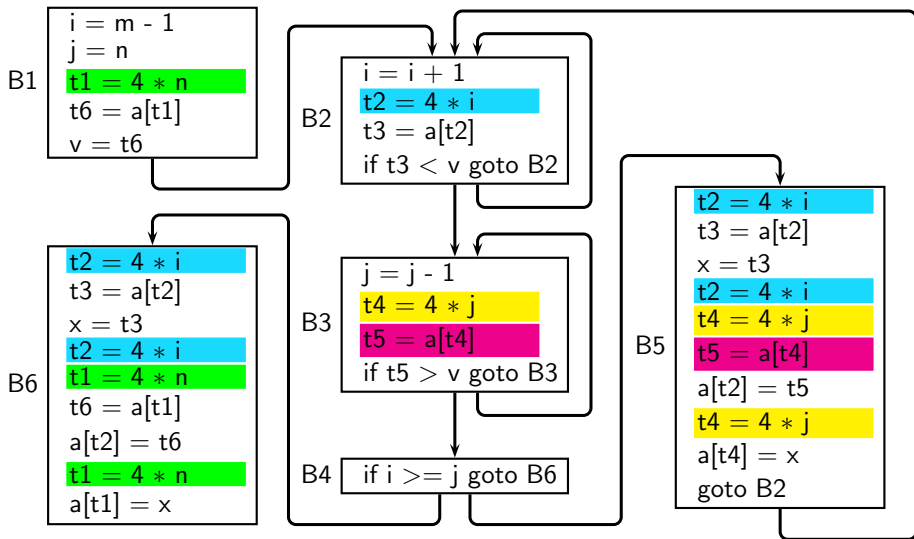 B1
i = m - 1
j = n
t1 = 4 * n
t6 = a[t1]
v = t6
B2
i = i + 1
t2 = 4 * i
t3 = a[t2]
if t3 < v goto B2
B3
j = j - 1
t4 = 4 * j
t5 = a[t4]
if t5 > v goto B3
B4
if i >= j goto B6
B5
t2 = 4 * i
t3 = a[t2]
x = t3
t2 = 4 * i
t4 = 4 * j
t5 = a[t4]
a[t2] = t5
t4 = 4 * j
a[t4] = x
goto B2
B6
t2 = 4 * i
t3 = a[t2]
x = t3
t2 = 4 * i
t1 = 4 * n
t6 = a[t1]
a[t2] = t6
t1 = 4 * n
a[t1] = x